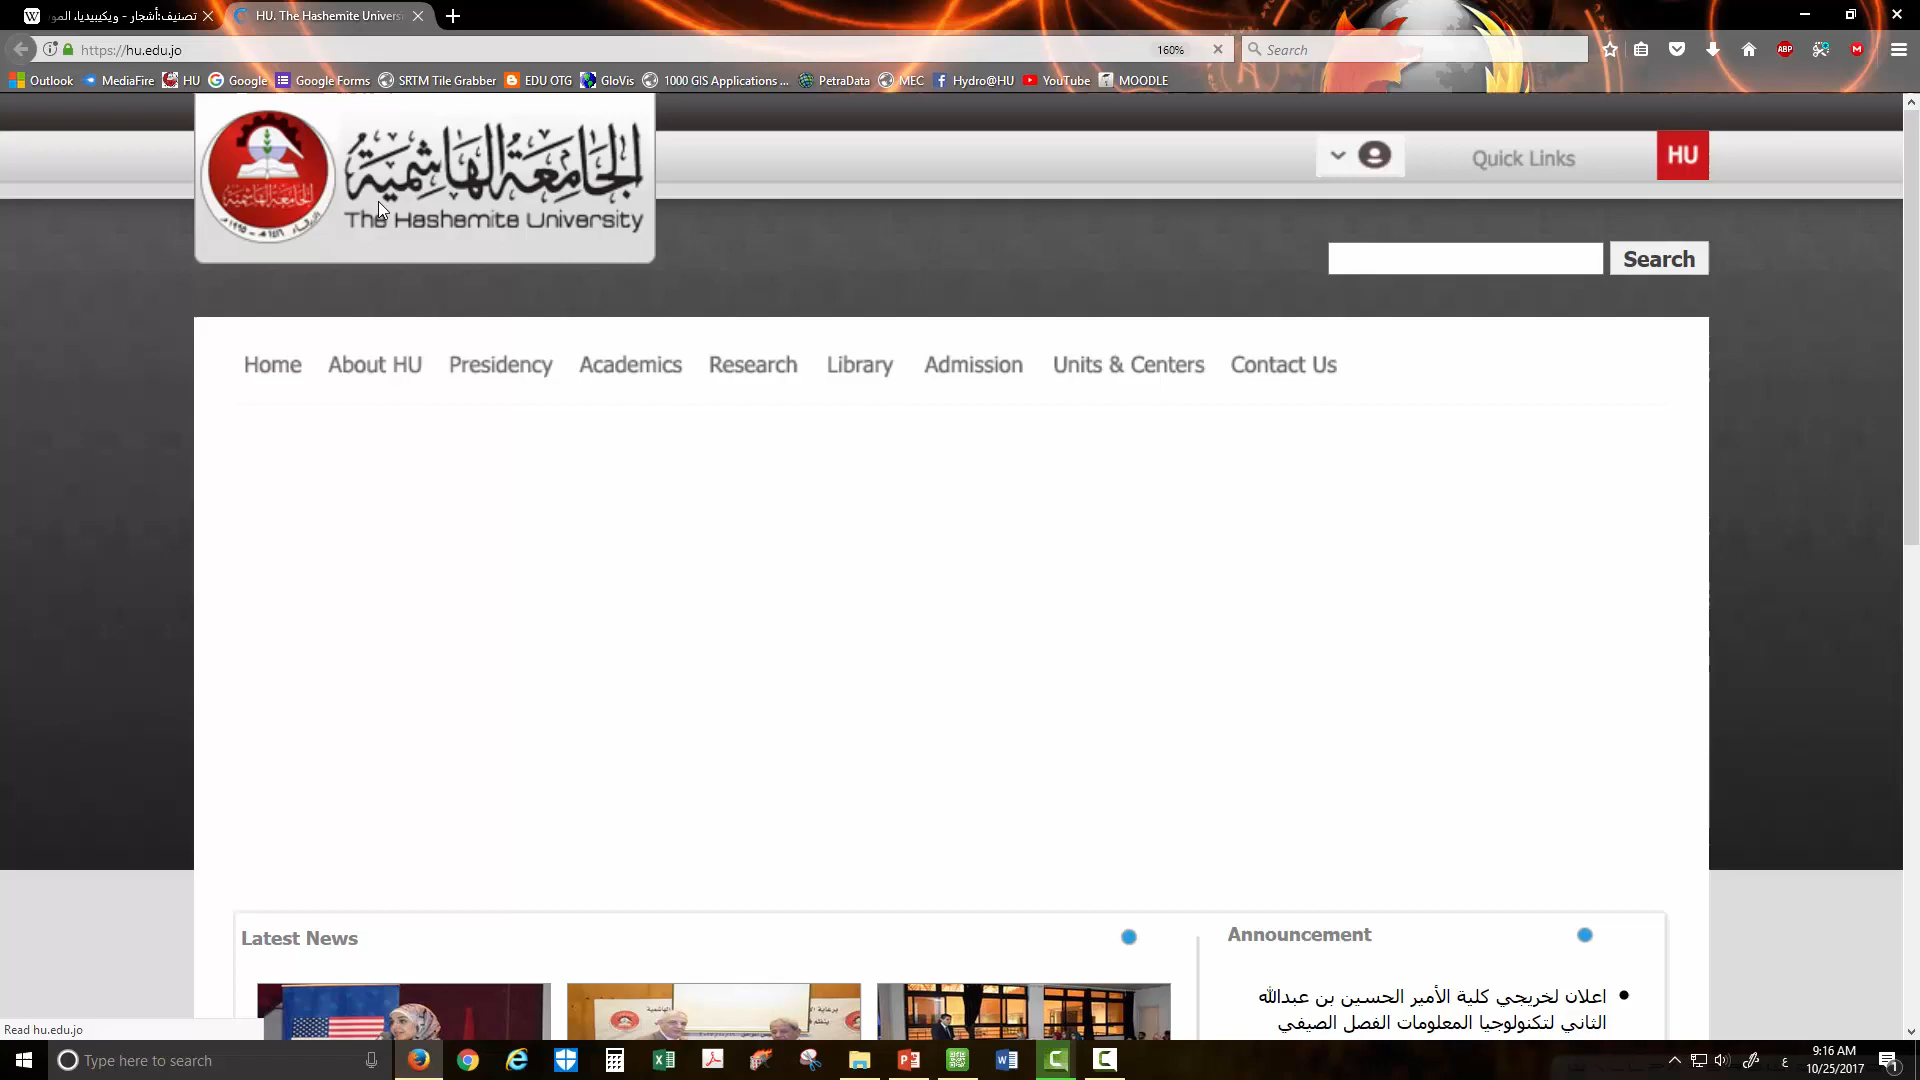 تصنيف:أشجار - ويكيبيديا، المو
HU. The Hashemite Universi
https://hu.edu.jo
160%
Search
Outlook
MediaFire
HU
Google
Google Forms
SRTM Tile Grabber
EDU OTG
GloVis
1000 GIS Applications ...
PetraData
MEC
Hydro@HU
YouTube
MOODLE
الجامعة الهاشمية
The Hashemite University
Quick Links
HU
Search
Home
About HU
Presidency
Academics
Research
Library
Admission
Units & Centers
Contact Us
Latest News
Announcement
اعلان لخريجي كلية الأمير الحسين بن عبدالله
الثاني لتكنولوجيا المعلومات الفصل الصيفي
Read hu.edu.jo
Type here to search
ع
9:16 AM
10/25/2017